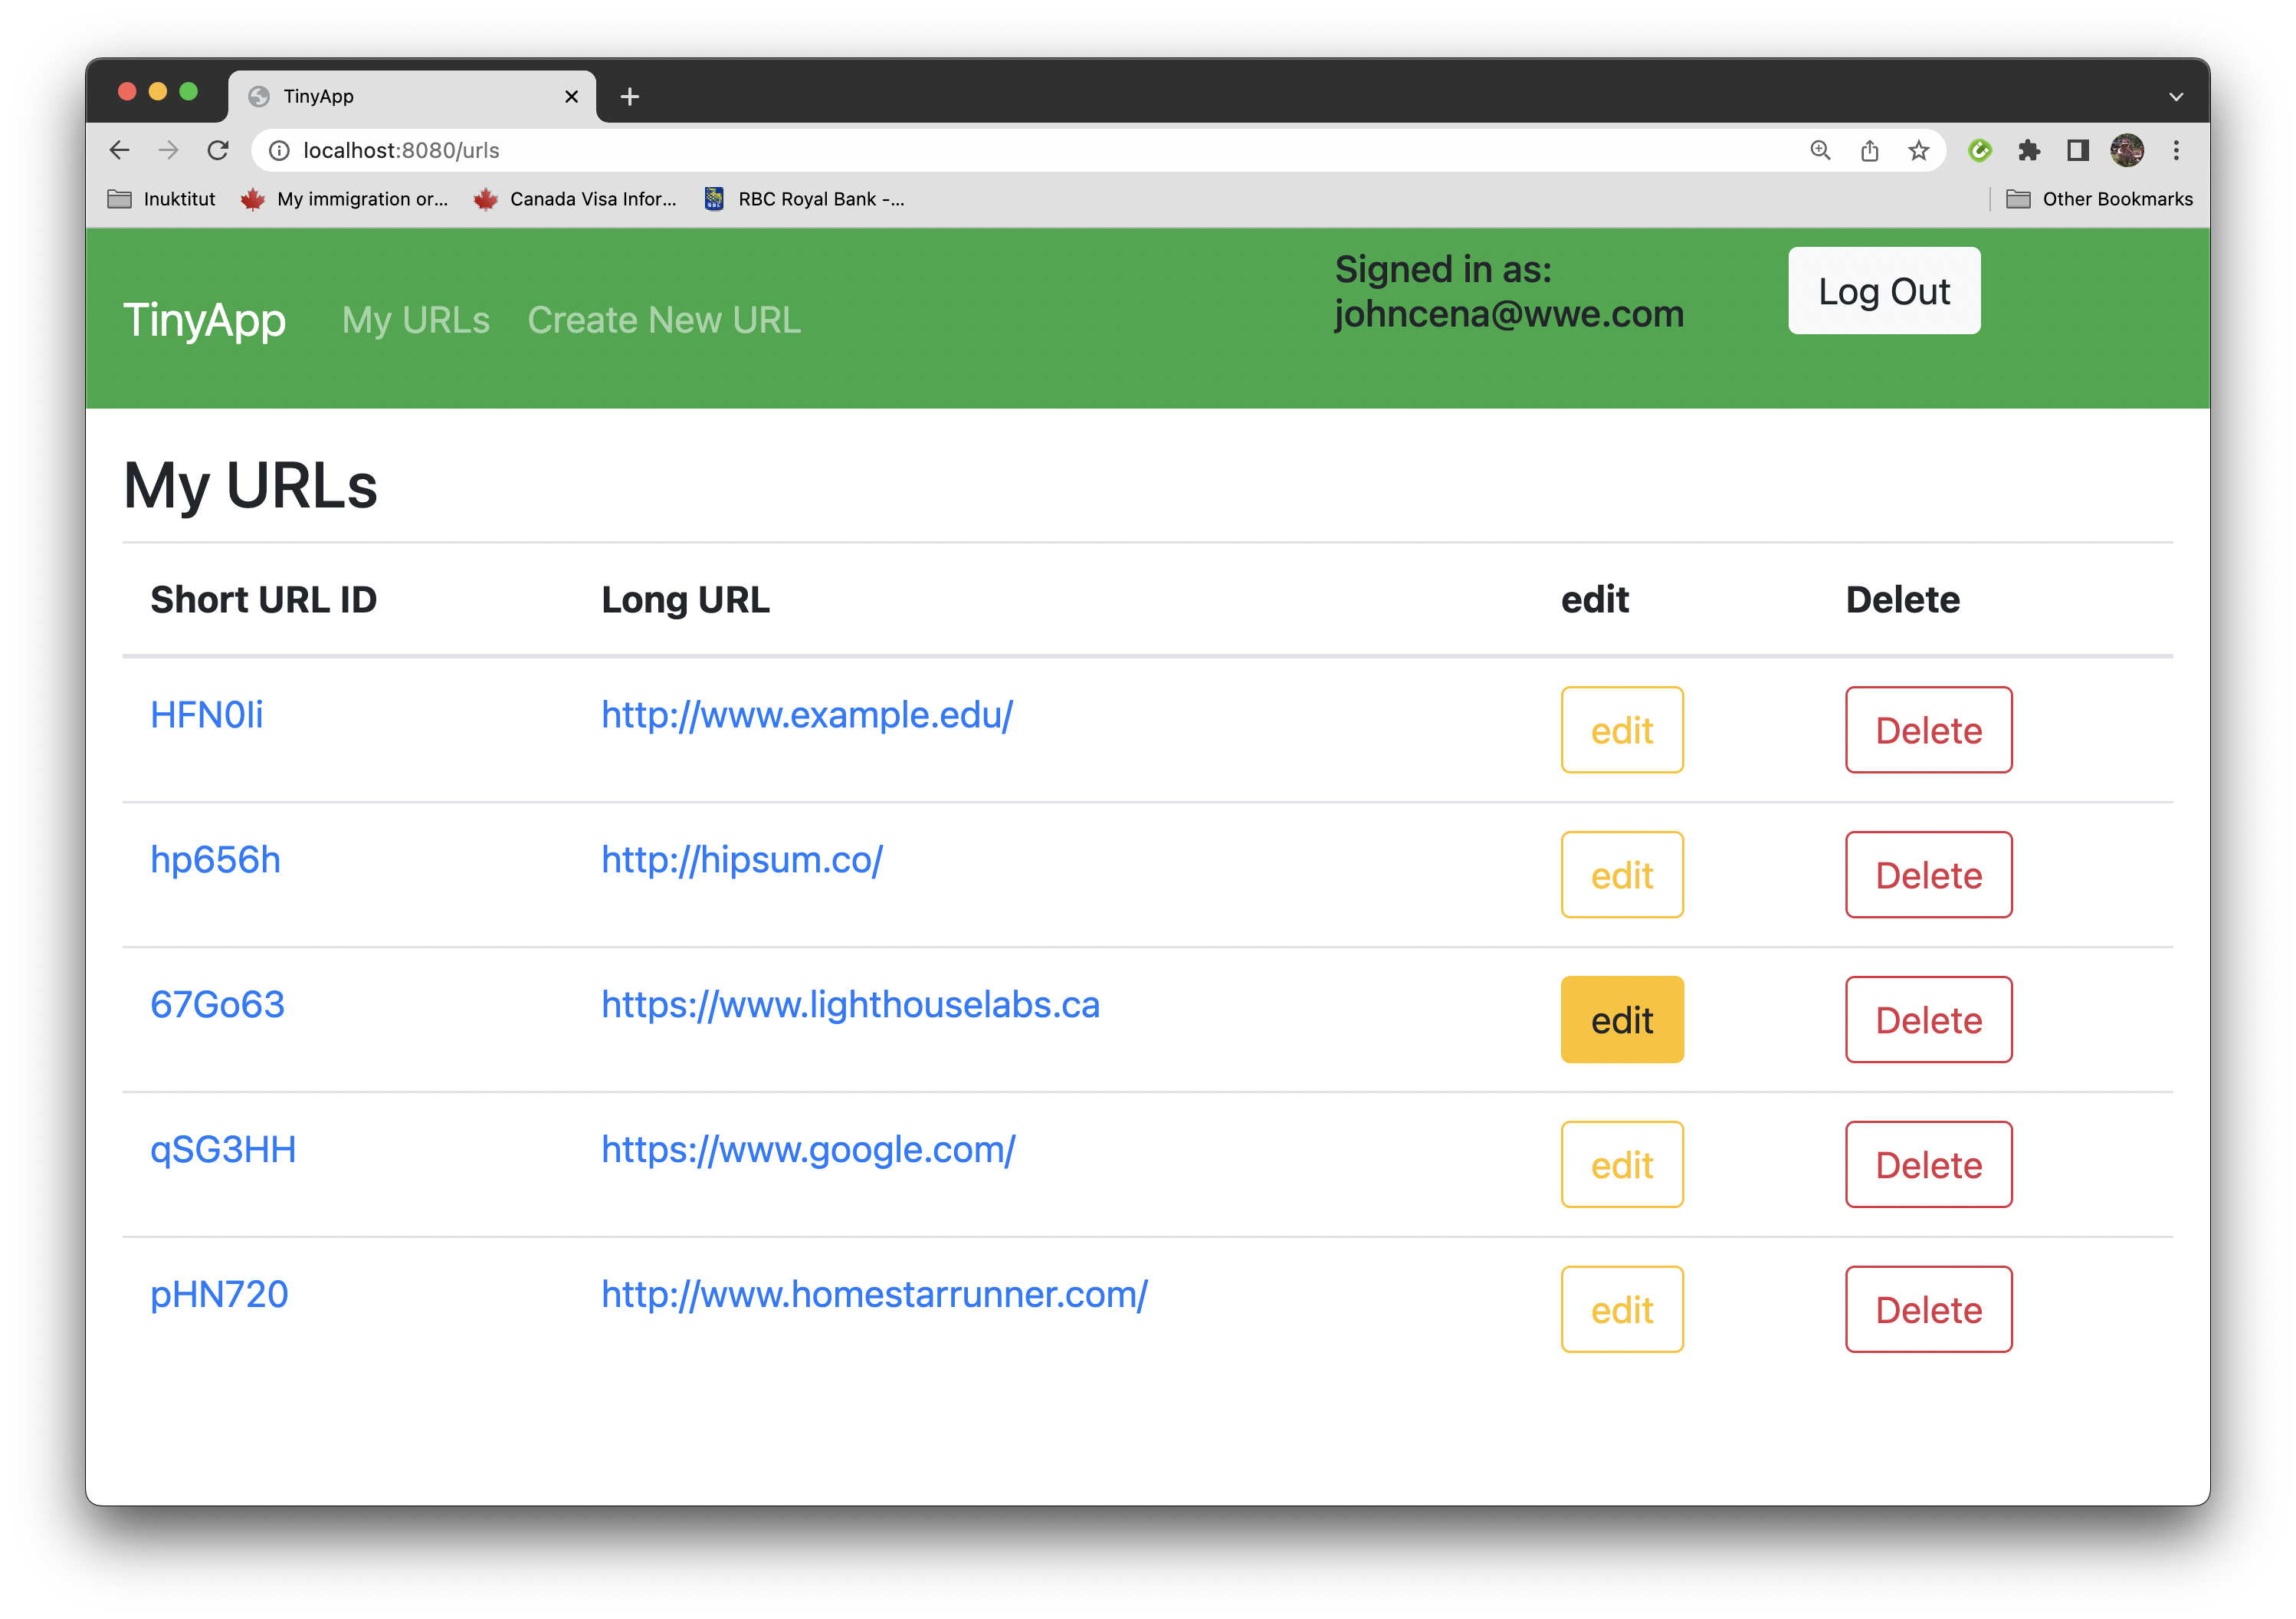 TinyApp
localhost:8080/urls
Inuktitut My immigration or... Canada Visa Infor... RBC Royal Bank -... Other Bookmarks
TinyApp My URLs Create New URL
Signed in as:
johncena@wwe.com
Log Out
My URLs
Short URL ID Long URL edit Delete
HFN0li http://www.example.edu/ edit Delete
hp656h http://hipsum.co/ edit Delete
67Go63 https://www.lighthouselabs.ca edit Delete
qSG3HH https://www.google.com/ edit Delete
pHN720 http://www.homestarrunner.com/ edit Delete